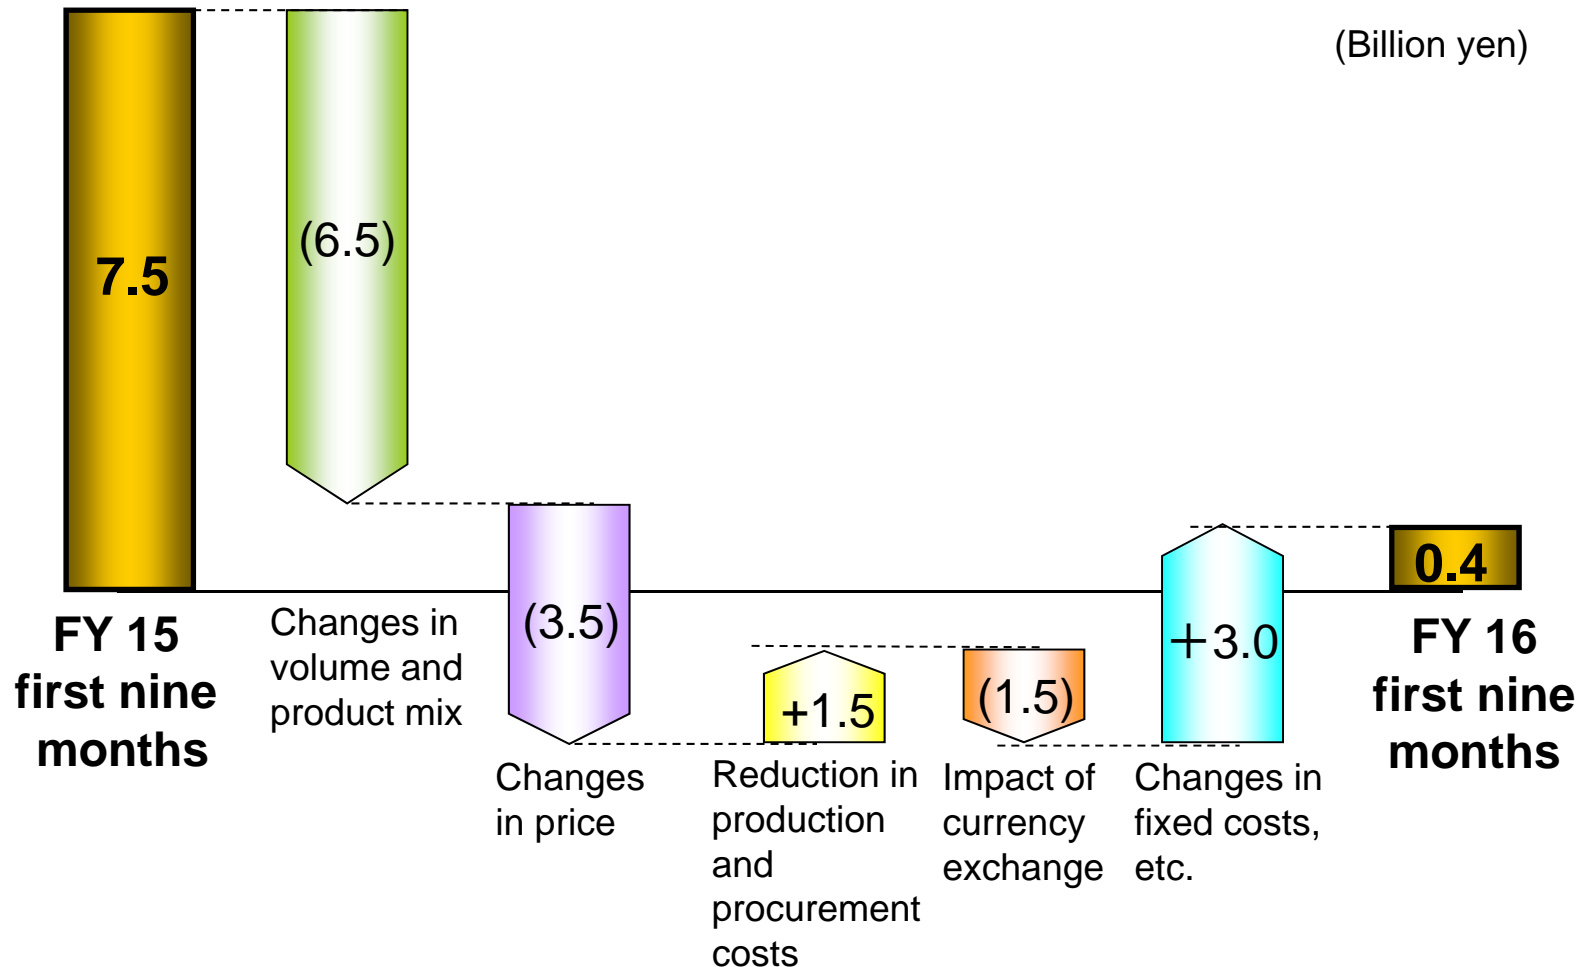 (Billion yen)
7.5
(6.5)
(3.5)
+1.5
(1.5)
+3.0
0.4
FY 15
first nine
months
Changes in
volume and
product mix
Changes
in price
Reduction in
production
and
procurement
costs
Impact of
currency
exchange
Changes in
fixed costs,
etc.
FY 16
first nine
months